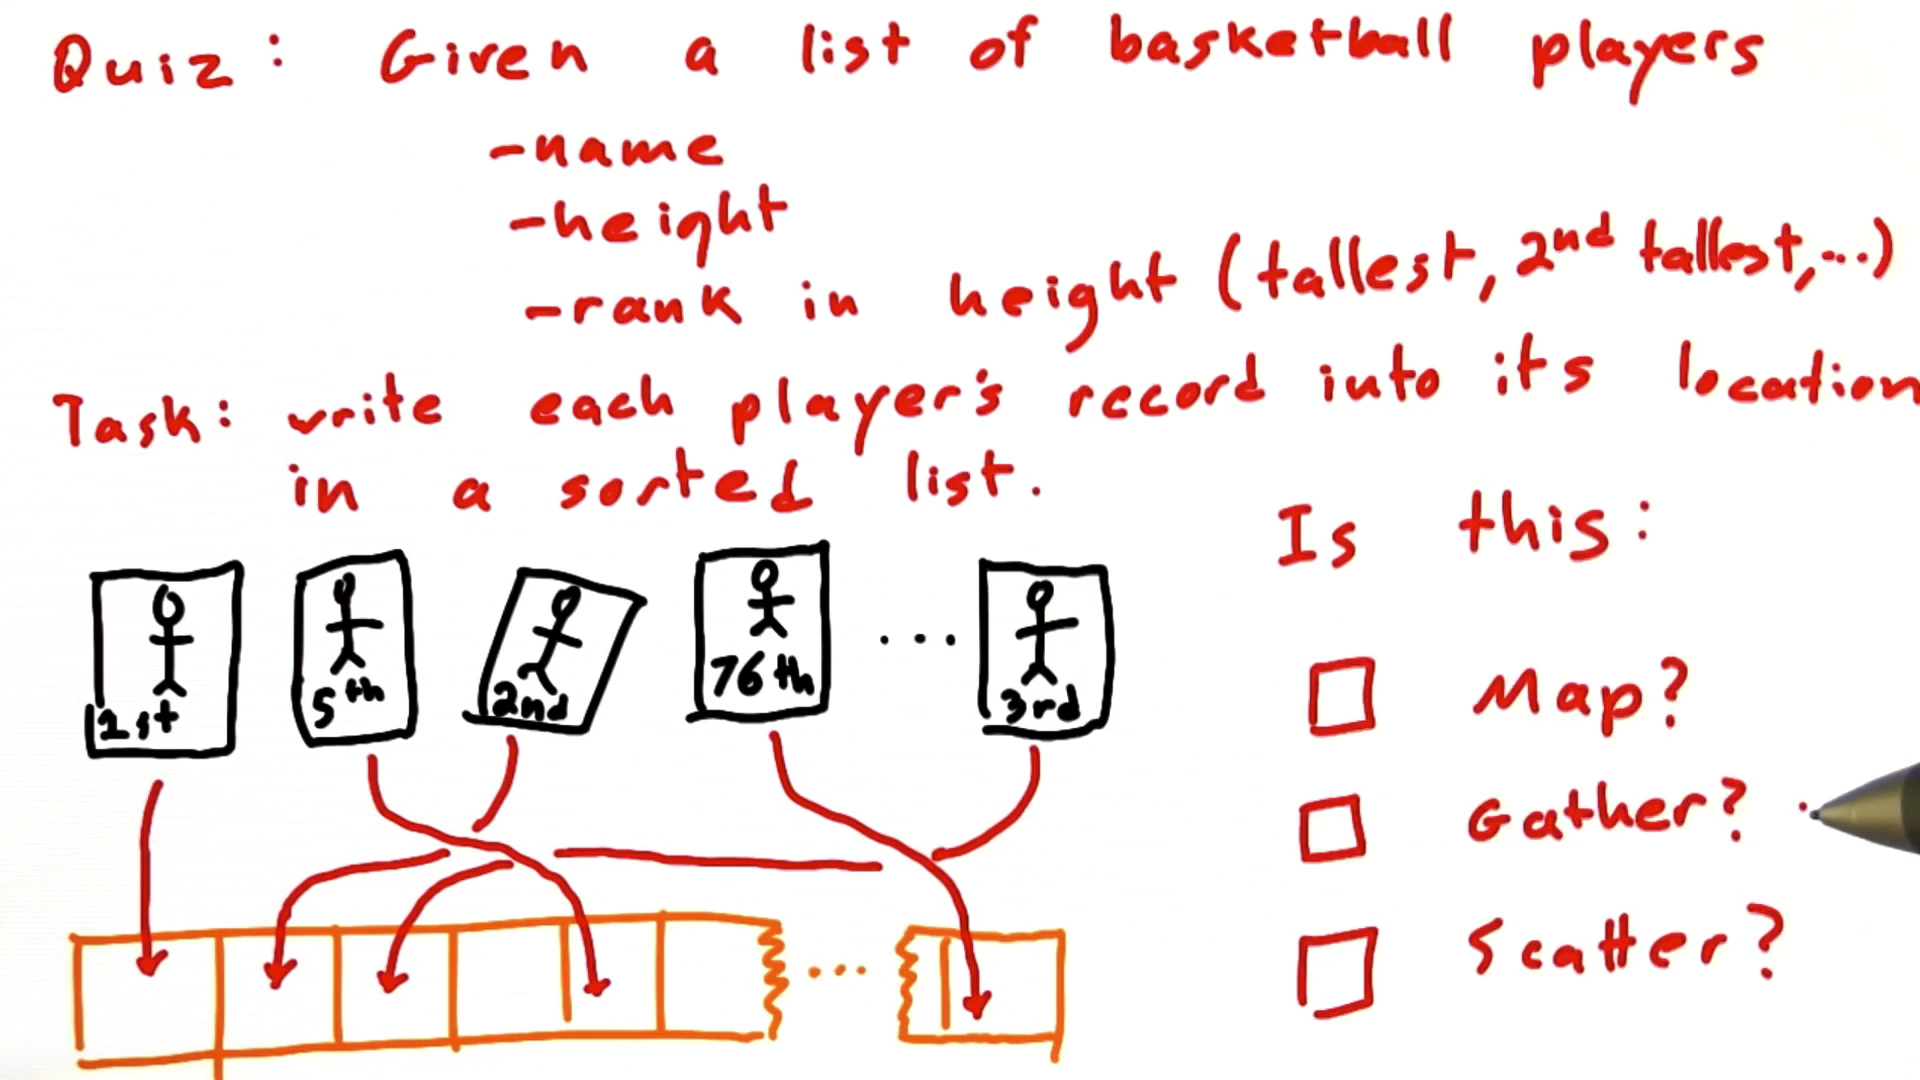 Quiz: Given a list of basketball players
-name
-height
-rank in height (tallest, 2nd tallest,...)
Task: write each player's record into its location
in a sorted list.
Is this:
1st 5th 2nd 76th ... 3rd
Map?
Gather?
...
Scatter?